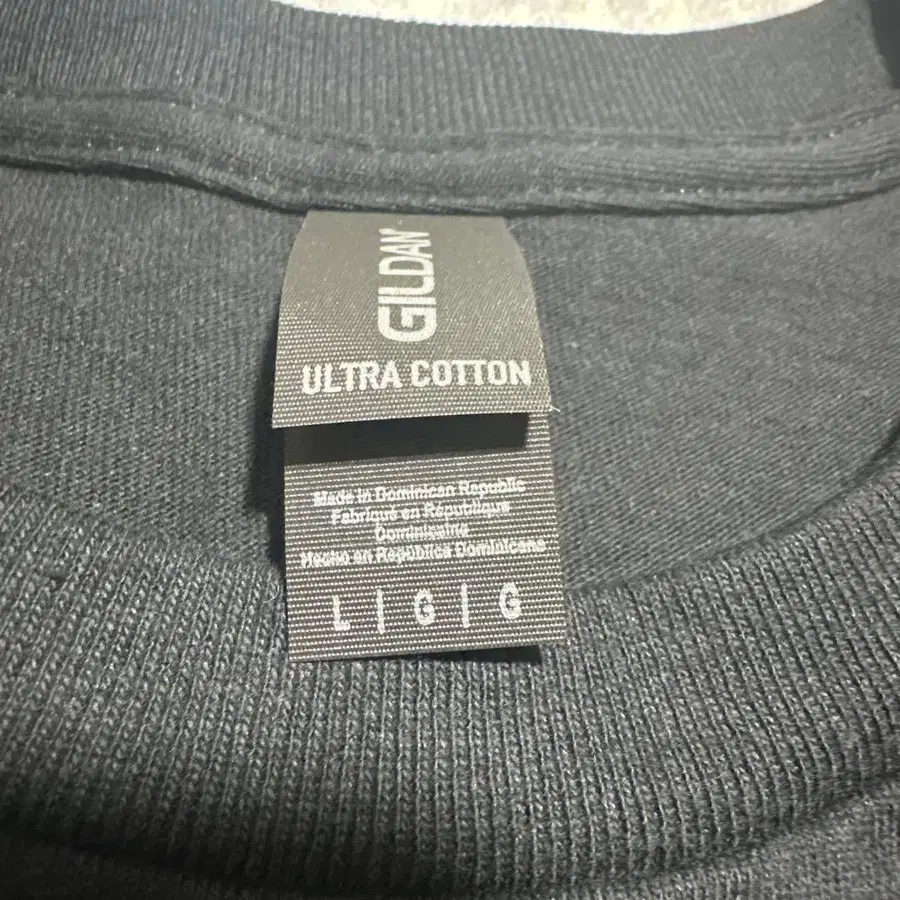 GILDAN
ULTRA COTTON
Made in Dominican Republic
Fabriqué en République
Dominicaine
Hecho en República Dominicana
L | G | G